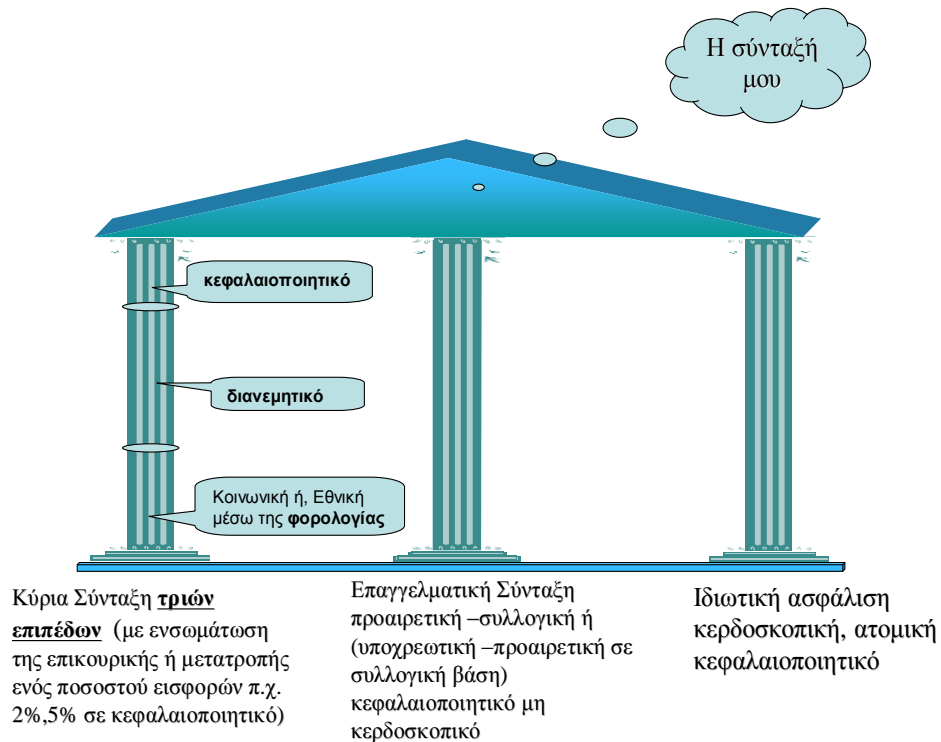 Η σύνταξή
μου
κεφαλαιοποιητικό
διανεμητικό
Κοινωνική ή, Εθνική
μέσω της φορολογίας
Κύρια Σύνταξη τριών
επιπέδων (με ενσωμάτωση
της επικουρικής ή μετατροπής
ενός ποσοστού εισφορών π.χ.
2%,5% σε κεφαλαιοποιητικό)
Επαγγελματική Σύνταξη
προαιρετική –συλλογική ή
(υποχρεωτική –προαιρετική σε
συλλογική βάση)
κεφαλαιοποιητικό μη
κερδοσκοπικό
Ιδιωτική ασφάλιση
κερδοσκοπική, ατομική
κεφαλαιοποιητικό